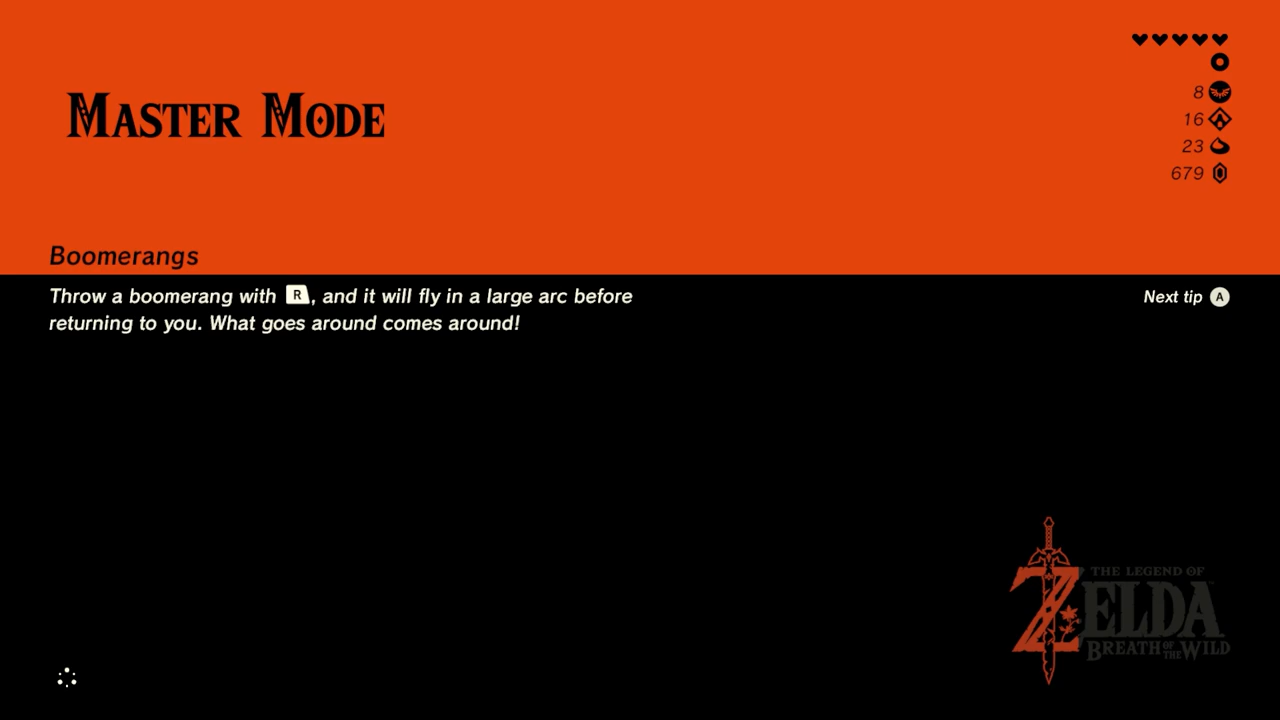 MASTER MODE
8
16
23
679
Boomerangs
Throw a boomerang with R, and it will fly in a large arc before
returning to you. What goes around comes around!
Next tip A
THE LEGEND OF
ZELDA
BREATH OF THE WILD